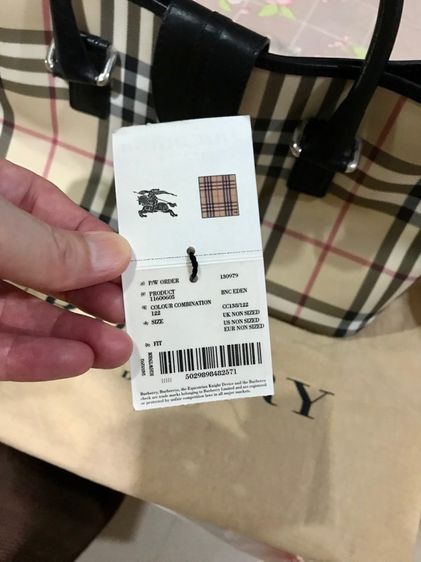 P/W ORDER 130979
PRODUCT BNC EDEN
11600605
COLOUR COMBINATION CC133/122
122 UK NON SIZED
SIZE US NON SIZED
EUR NON SIZED
FIT
5029898482571
Burberry, Burberrys, the Equestrian Knight Device and the Burberry
check are trade marks belonging to Burberry Limited and are registered
or protected by unfair competition laws in all major markets.
RY